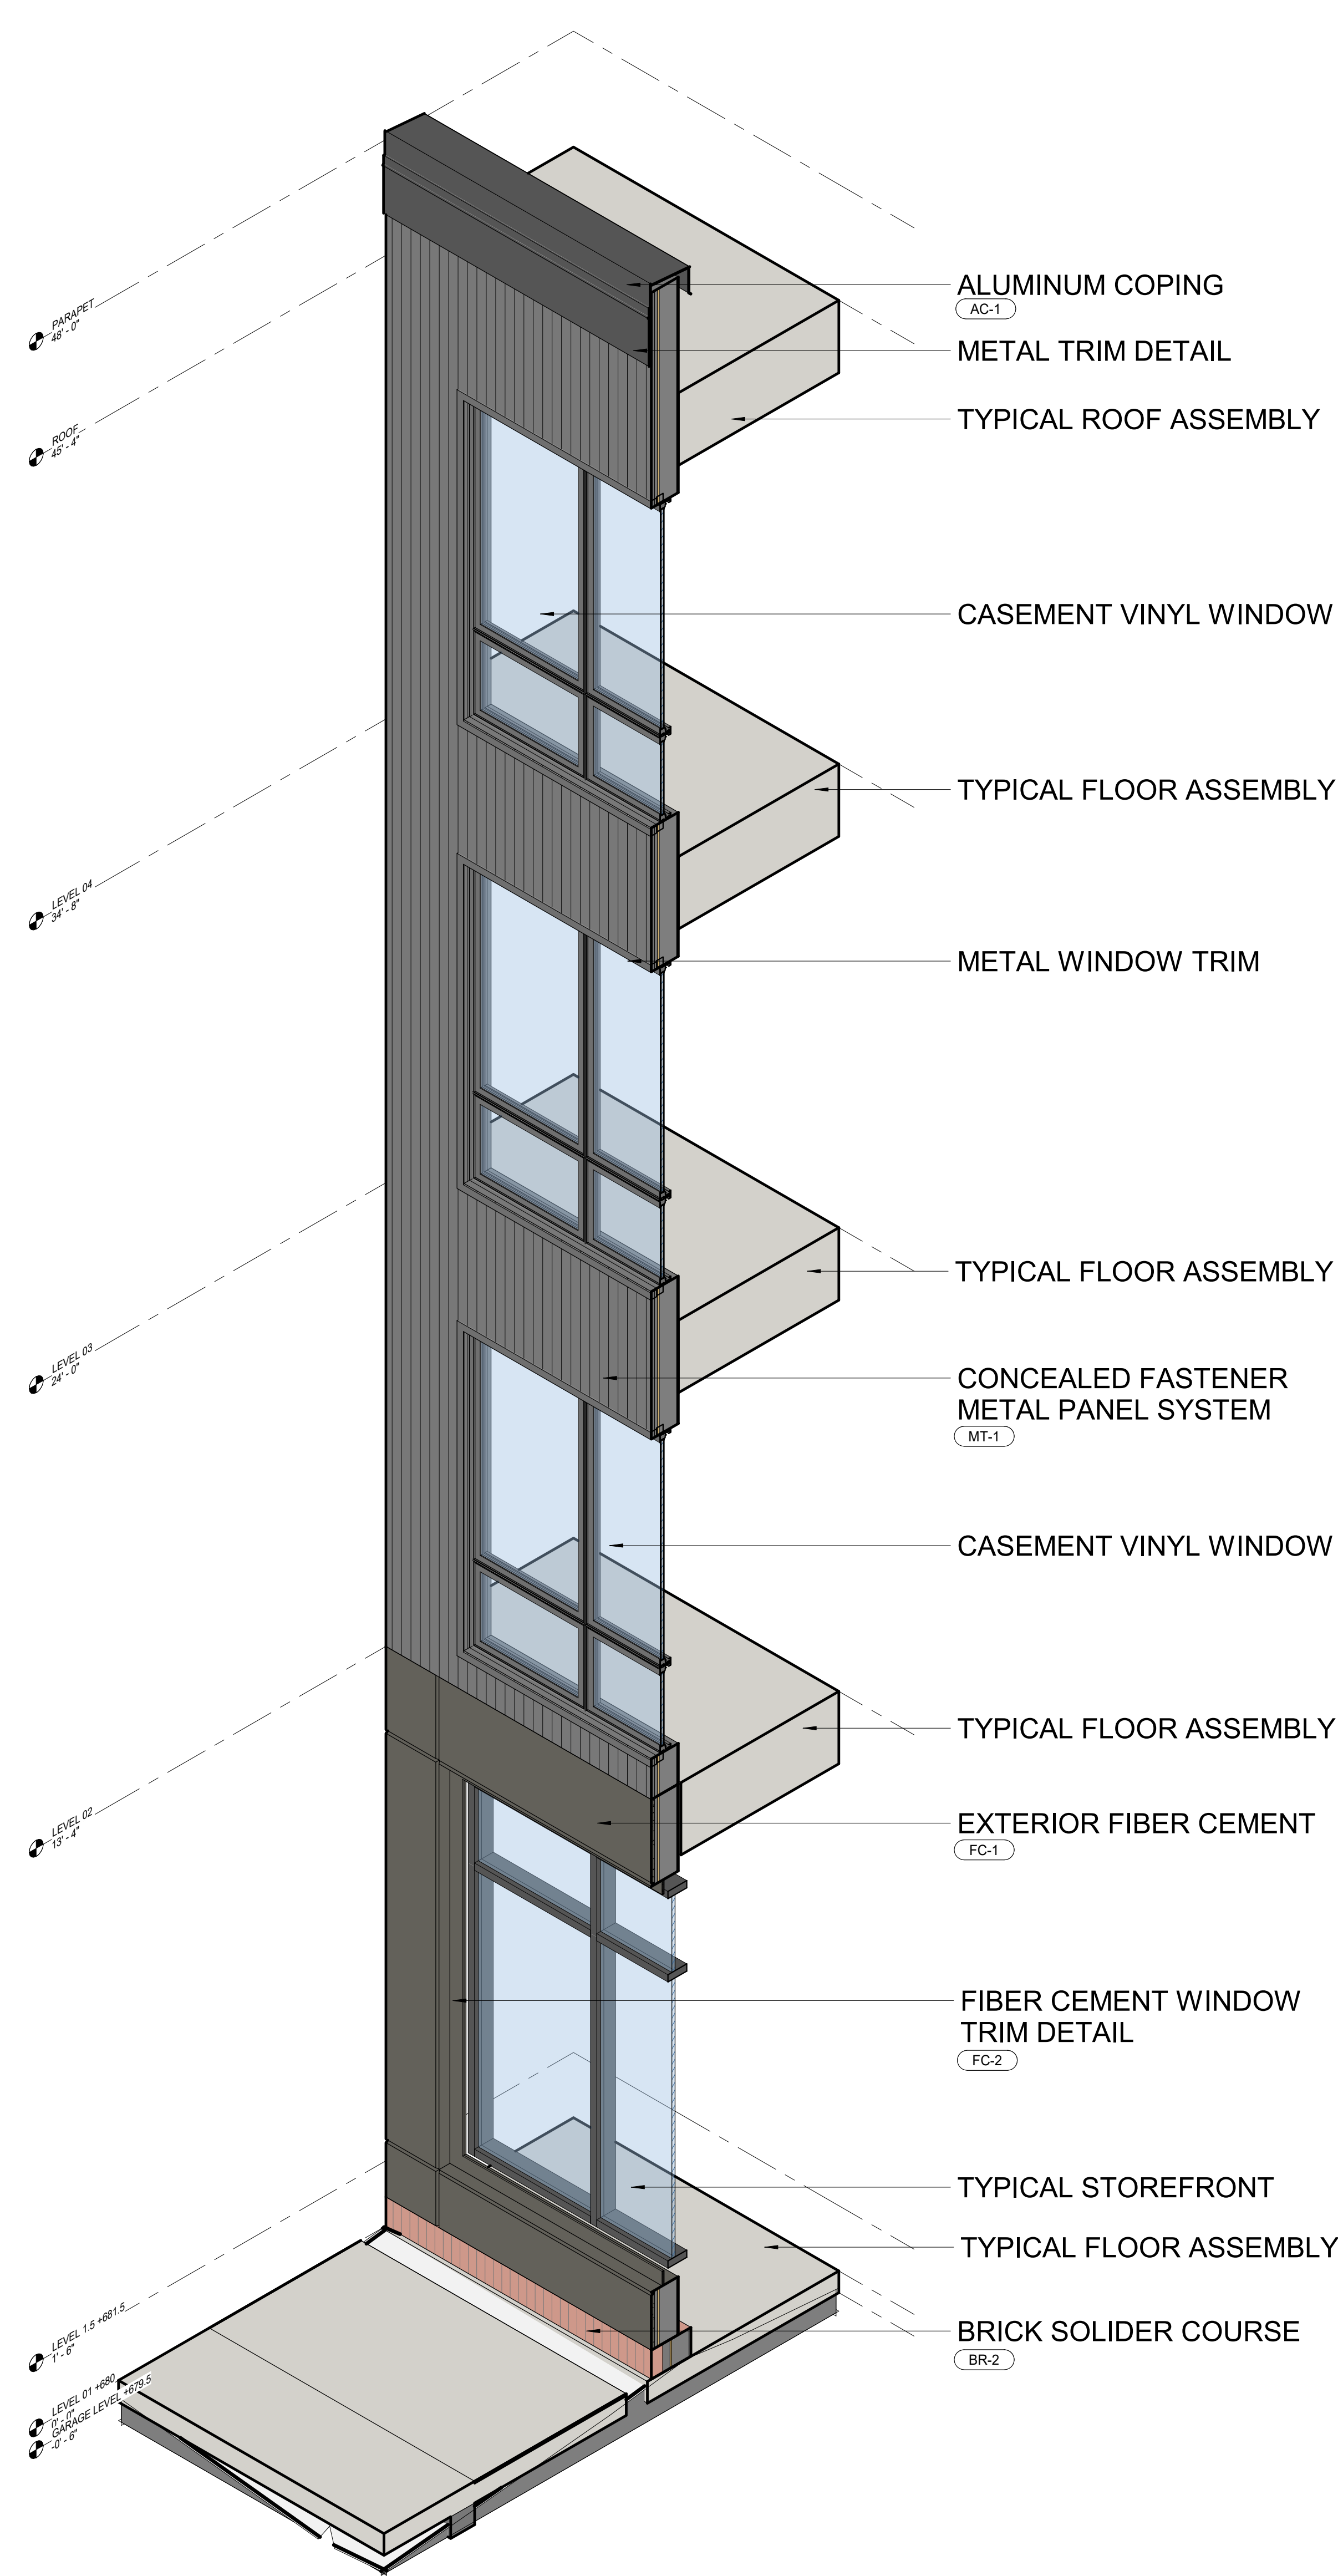 PARAPET
48' - 0"
ROOF
45' - 4"
LEVEL 04
34' - 8"
LEVEL 03
24' - 0"
LEVEL 02
13' - 4"
LEVEL 1.5 +681.5
1' - 6"
LEVEL 01 +680
0' - 0"
GARAGE LEVEL +679.5
-0' - 6"
ALUMINUM COPING
AC-1
METAL TRIM DETAIL
TYPICAL ROOF ASSEMBLY
CASEMENT VINYL WINDOW
TYPICAL FLOOR ASSEMBLY
METAL WINDOW TRIM
TYPICAL FLOOR ASSEMBLY
CONCEALED FASTENER
METAL PANEL SYSTEM
MT-1
CASEMENT VINYL WINDOW
TYPICAL FLOOR ASSEMBLY
EXTERIOR FIBER CEMENT
FC-1
FIBER CEMENT WINDOW
TRIM DETAIL
FC-2
TYPICAL STOREFRONT
TYPICAL FLOOR ASSEMBLY
BRICK SOLIDER COURSE
BR-2